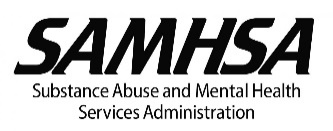 SAMHSA
Substance Abuse and Mental Health
Services Administration